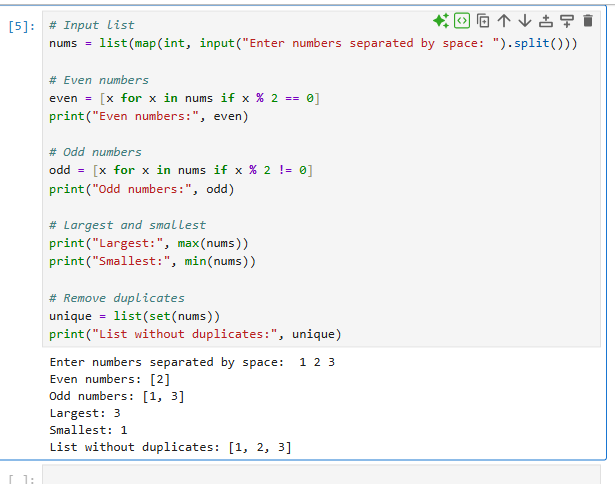 [5]:
# Input list
nums = list(map(int, input("Enter numbers separated by space: ").split()))
# Even numbers
even = [x for x in nums if x % 2 == 0]
print("Even numbers:", even)
# Odd numbers
odd = [x for x in nums if x % 2 != 0]
print("Odd numbers:", odd)
# Largest and smallest
print("Largest:", max(nums))
print("Smallest:", min(nums))
# Remove duplicates
unique = list(set(nums))
print("List without duplicates:", unique)
Enter numbers separated by space:  1 2 3
Even numbers: [2]
Odd numbers: [1, 3]
Largest: 3
Smallest: 1
List without duplicates: [1, 2, 3]
[ ]: